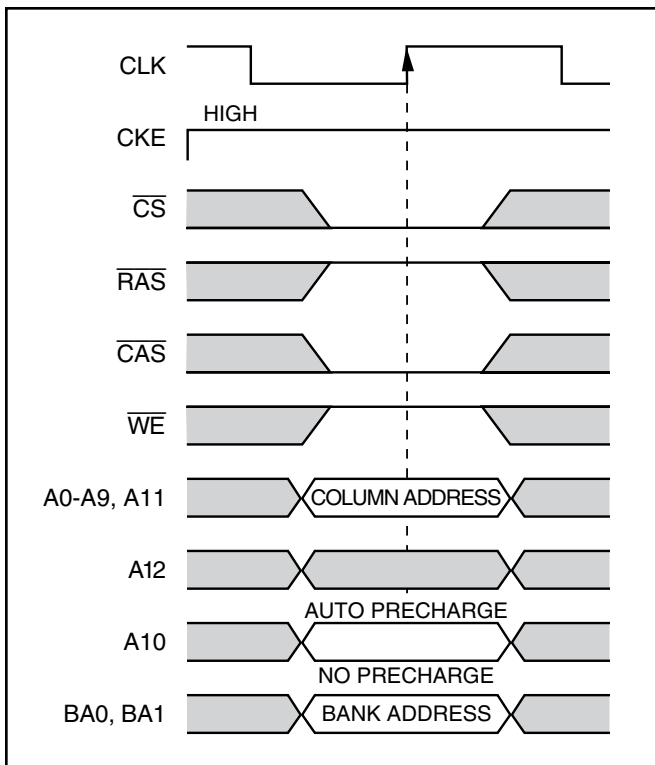 CLK
HIGH
CKE
CS
RAS
CAS
WE
A0-A9, A11
COLUMN ADDRESS
A12
AUTO PRECHARGE
A10
NO PRECHARGE
BA0, BA1
BANK ADDRESS